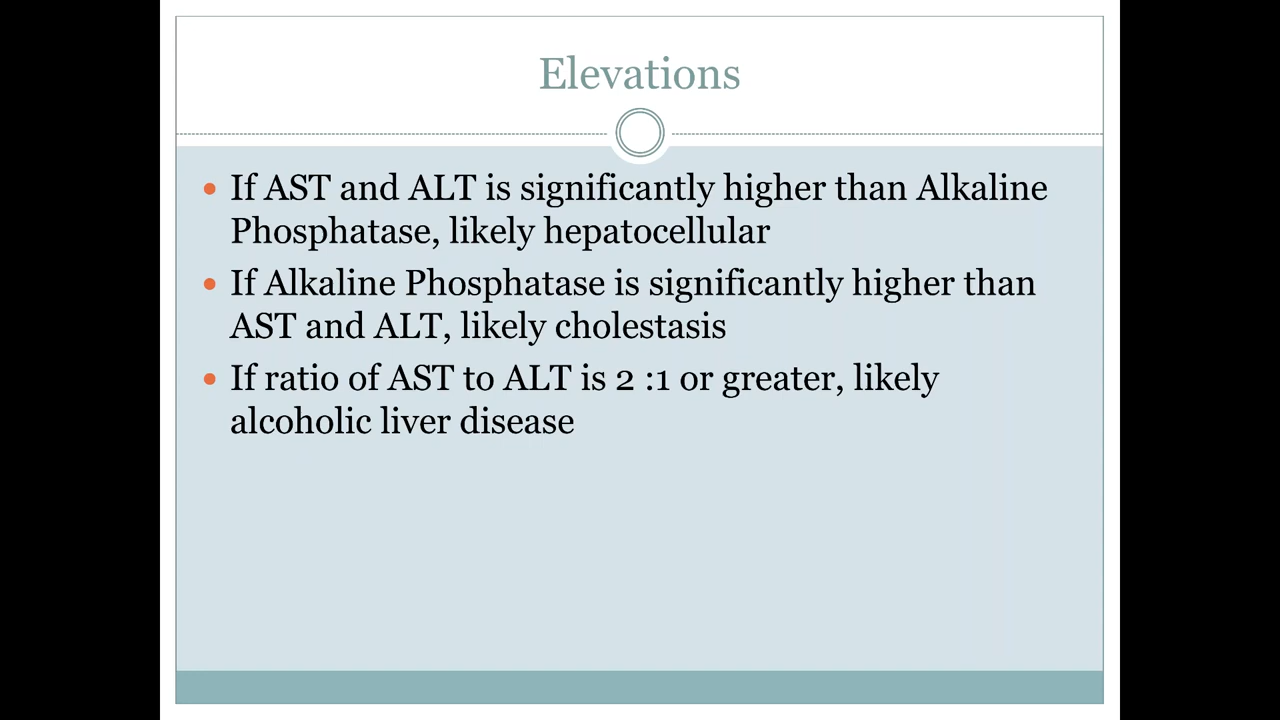 Elevations
• If AST and ALT is significantly higher than Alkaline
Phosphatase, likely hepatocellular
• If Alkaline Phosphatase is significantly higher than
AST and ALT, likely cholestasis
• If ratio of AST to ALT is 2 :1 or greater, likely
alcoholic liver disease